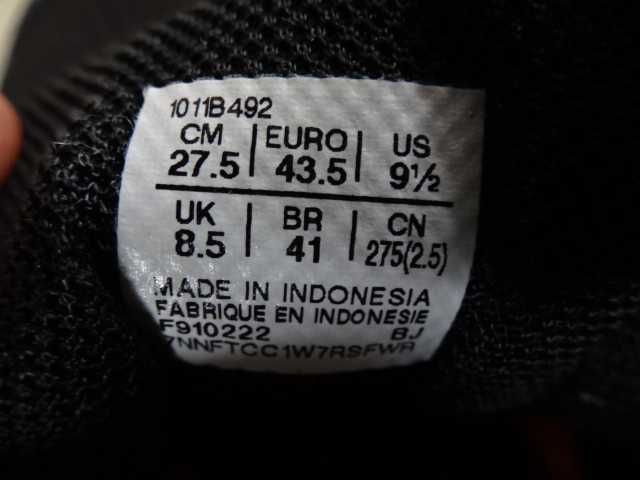 1011B492
CM EURO US
27.5 43.5 9½
UK BR CN
8.5 41 275(2.5)
MADE IN INDONESIA
FABRIQUE EN INDONESIE
F910222 BJ
7NNFTCC1W7RSFWR